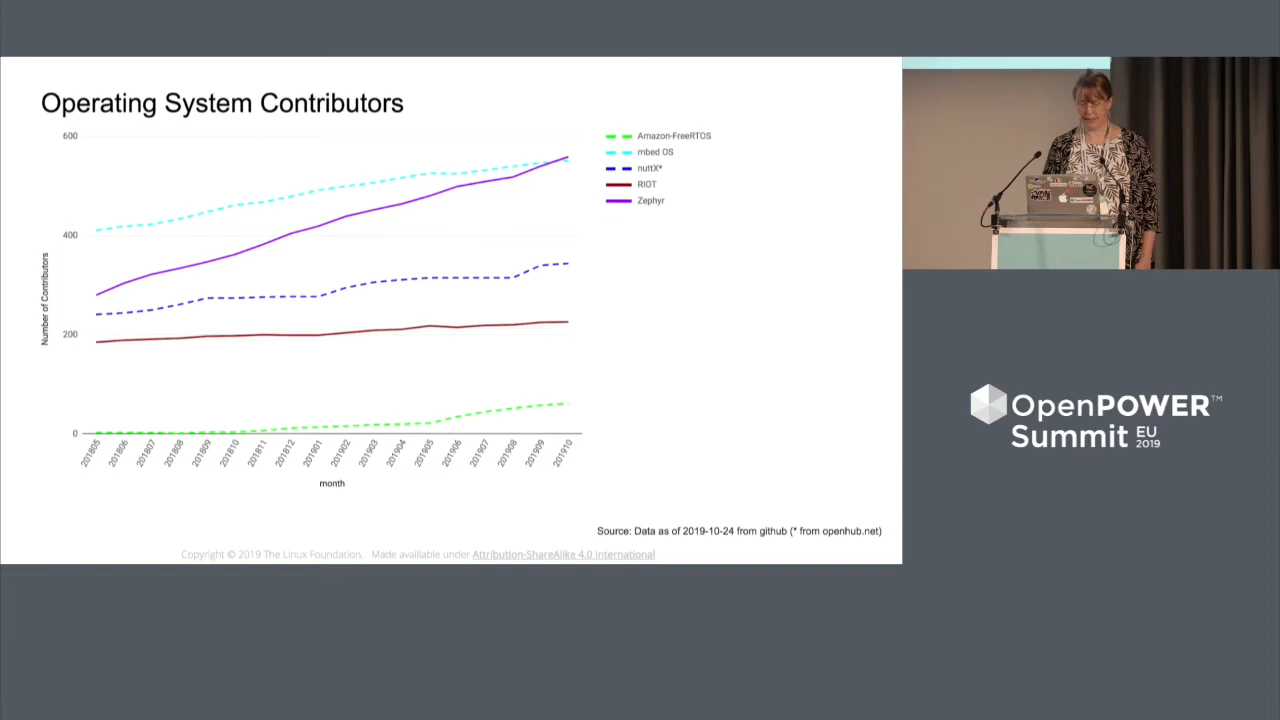 Operating System Contributors
600
400
200
0
Number of Contributors
201805
201806
201807
201808
201809
201810
201811
201812
201901
201902
201903
201904
201905
201906
201907
201908
201909
201910
month
Amazon-FreeRTOS
mbed OS
nuttX*
RIOT
Zephyr
Source: Data as of 2019-10-24 from github (* from openhub.net)
Copyright © 2019 The Linux Foundation. Made available under Attribution-ShareAlike 4.0 International
OpenPOWER™
Summit EU
2019